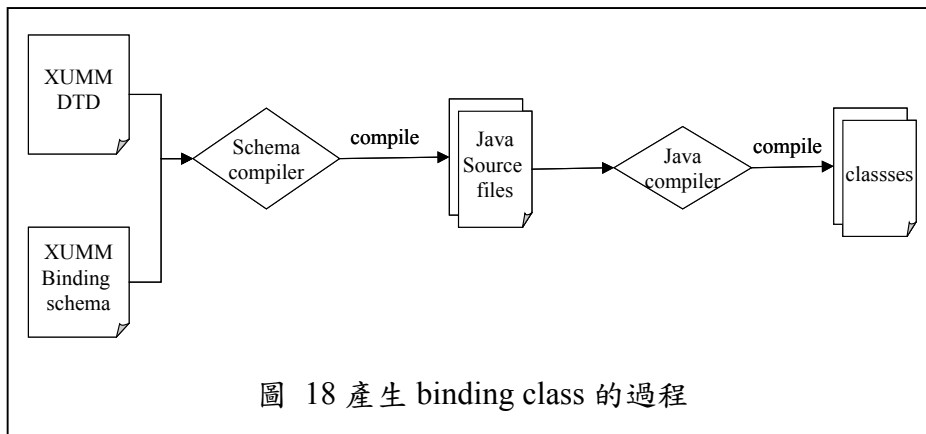 XUMM
DTD
XUMM
Binding
schema
Schema
compiler
compile
Java
Source
files
Java
compiler
compile
classses
圖 18 產生 binding class 的過程